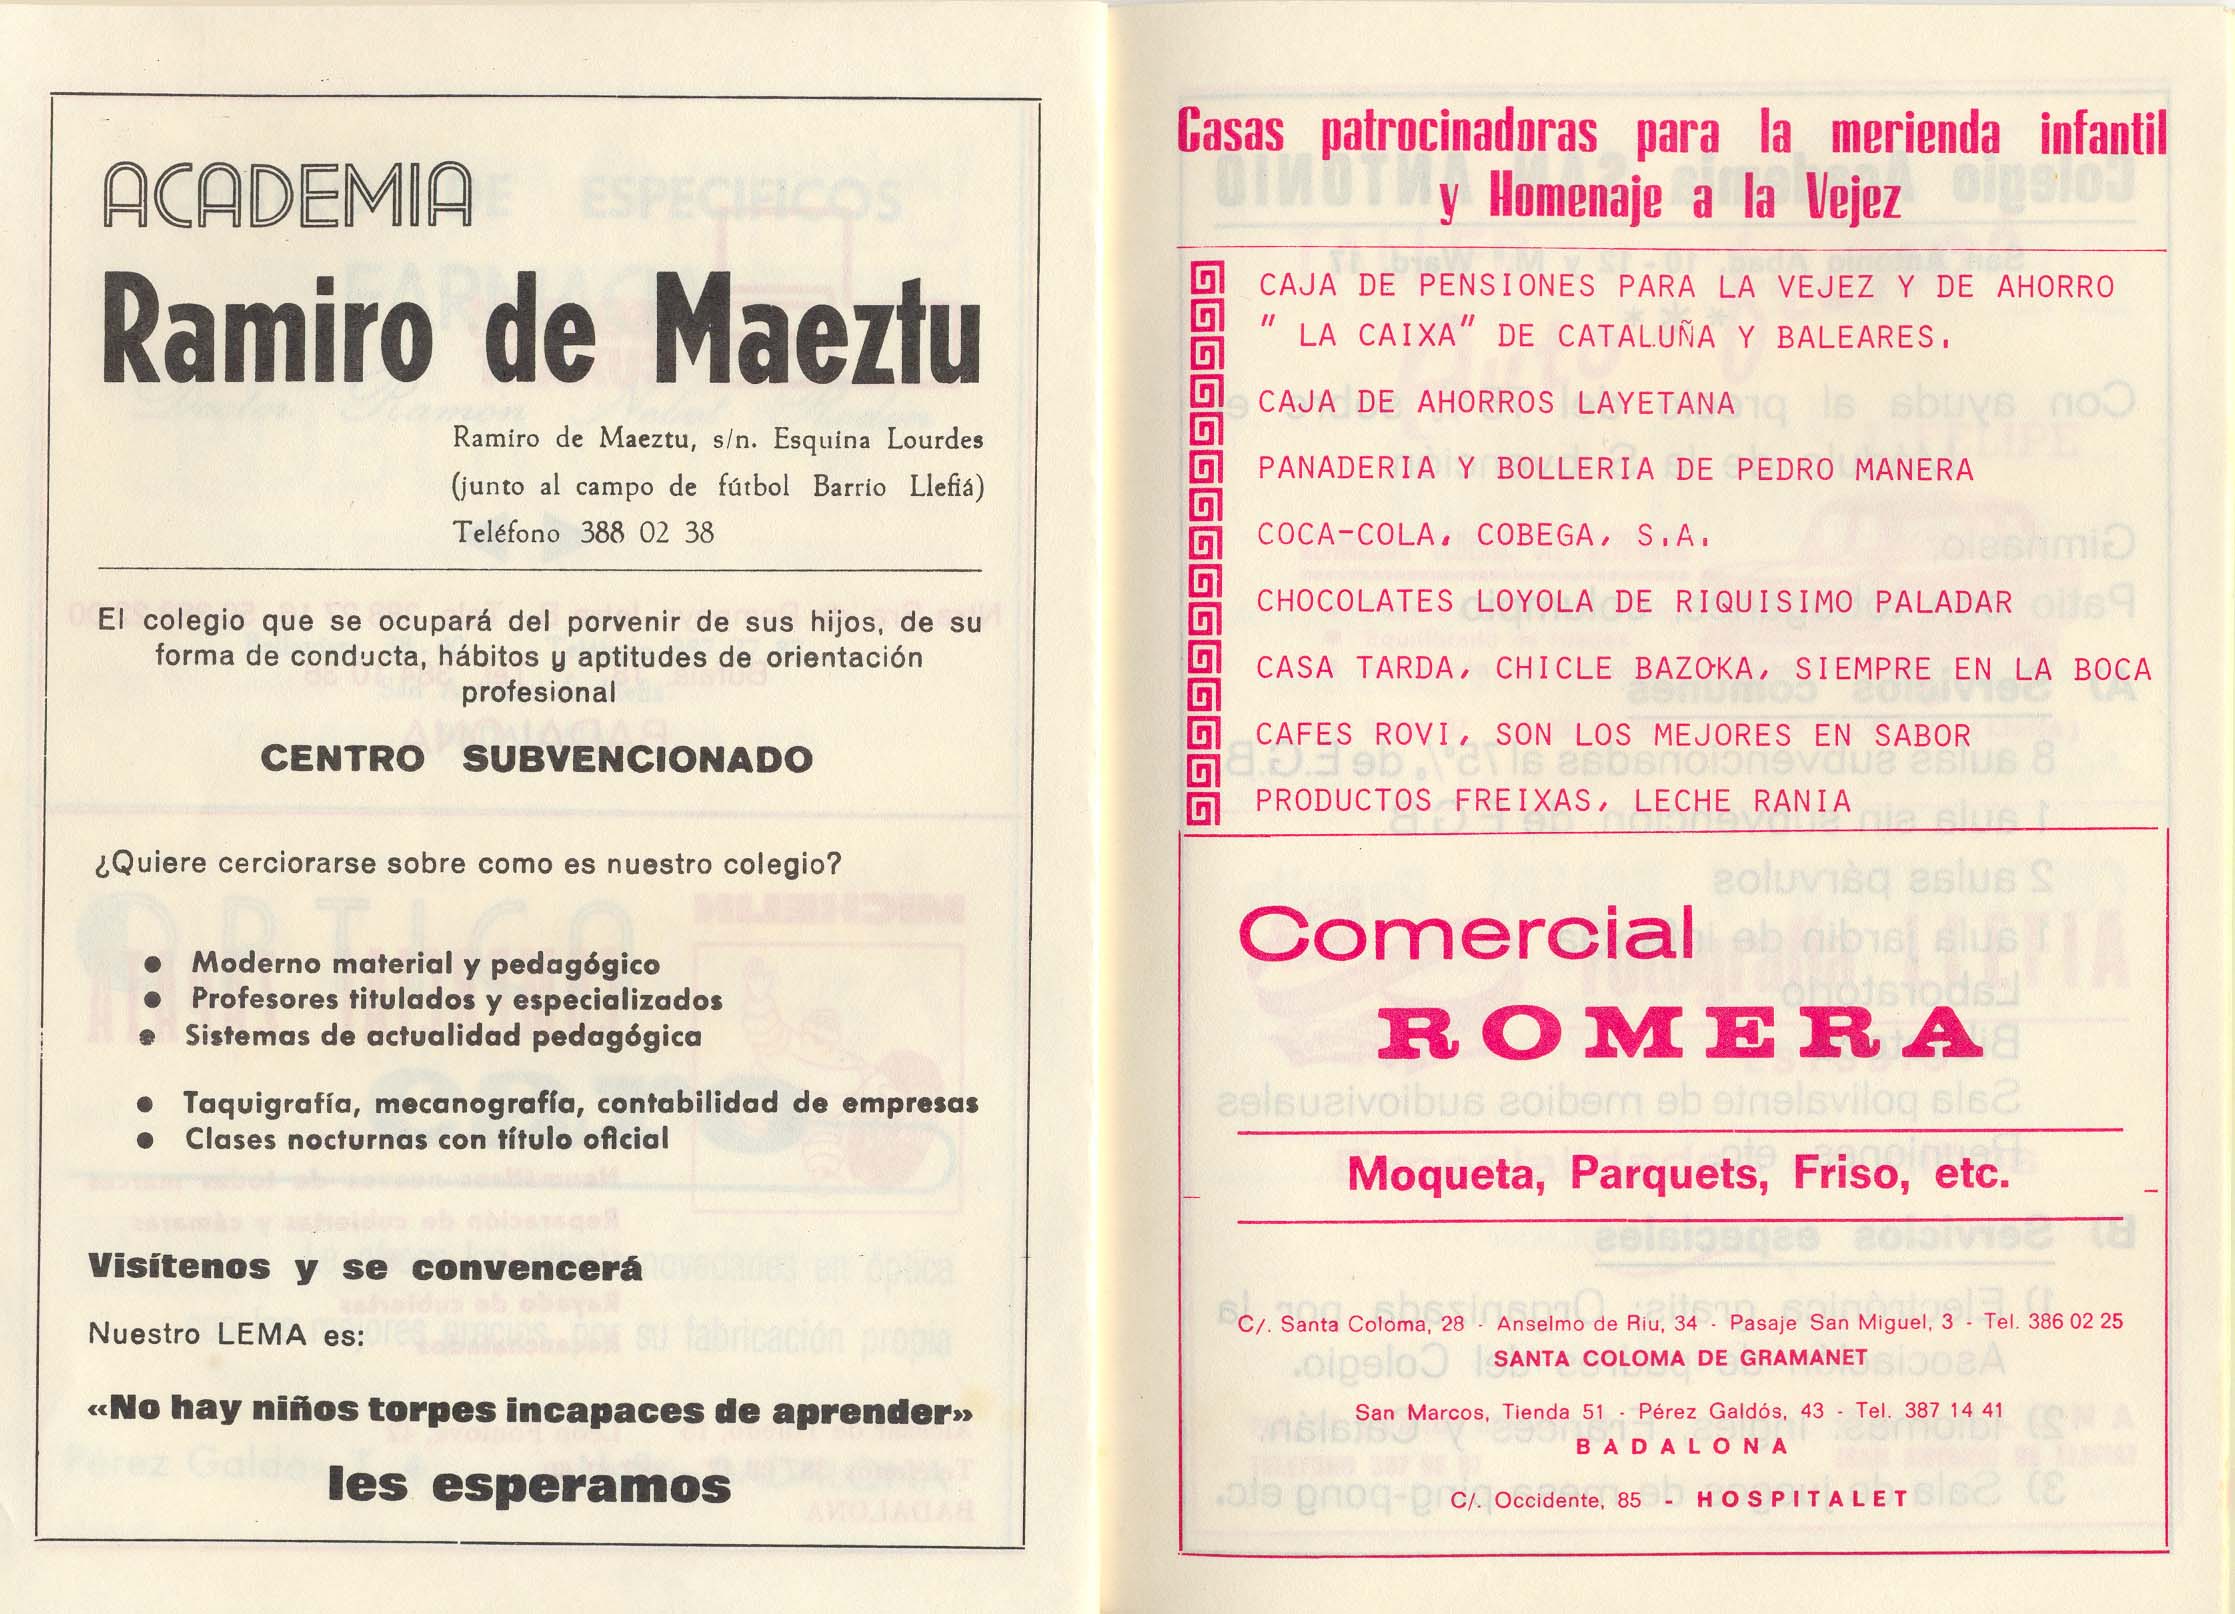 ACADEMIA
Ramiro de Maeztu
Ramiro de Maeztu, s/n. Esquina Lourdes
(junto al campo de fútbol Barrio Llefiá)
Teléfono 388 02 38
El colegio que se ocupará del porvenir de sus hijos, de su
forma de conducta, hábitos y aptitudes de orientación
profesional
CENTRO SUBVENCIONADO
¿Quiere cerciorarse sobre como es nuestro colegio?
● Moderno material y pedagógico
● Profesores titulados y especializados
● Sistemas de actualidad pedagógica
● Taquigrafía, mecanografía, contabilidad de empresas
● Clases nocturnas con título oficial
Visítenos y se convencerá
Nuestro LEMA es:
«No hay niños torpes incapaces de aprender»
les esperamos
Casas patrocinadoras para la merienda infantil
y Homenaje a la Vejez
CAJA DE PENSIONES PARA LA VEJEZ Y DE AHORRO
" LA CAIXA" DE CATALUÑA Y BALEARES.
CAJA DE AHORROS LAYETANA
PANADERIA Y BOLLERIA DE PEDRO MANERA
COCA-COLA, COBEGA, S.A.
CHOCOLATES LOYOLA DE RIQUISIMO PALADAR
CASA TARDA, CHICLE BAZOKA, SIEMPRE EN LA BOCA
CAFES ROVI, SON LOS MEJORES EN SABOR
PRODUCTOS FREIXAS, LECHE RANIA
Comercial
ROMERA
Moqueta, Parquets, Friso, etc.
C/. Santa Coloma, 28 - Anselmo de Riu, 34 - Pasaje San Miguel, 3 - Tel. 386 02 25
SANTA COLOMA DE GRAMANET
San Marcos, Tienda 51 - Pérez Galdós, 43 - Tel. 387 14 41
BADALONA
C/. Occidente, 85 - HOSPITALET